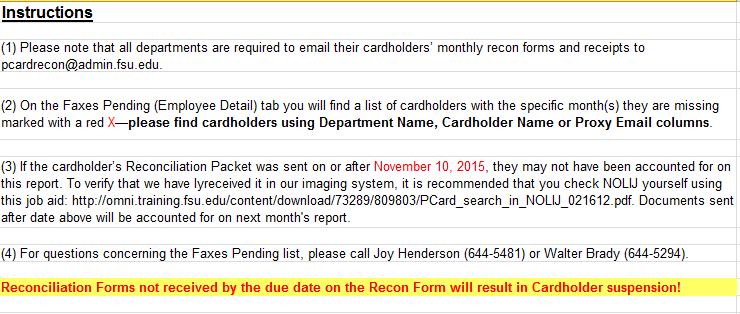 Instructions
(1) Please note that all departments are required to email their cardholders' monthly recon forms and receipts to
pcardrecon@admin.fsu.edu.
(2) On the Faxes Pending (Employee Detail) tab you will find a list of cardholders with the specific month(s) they are missing
marked with a red X—please find cardholders using Department Name, Cardholder Name or Proxy Email columns.
(3) If the cardholder's Reconciliation Packet was sent on or after November 10, 2015, they may not have been accounted for on
this report. To verify that we have lyreceived it in our imaging system, it is recommended that you check NOLIJ yourself using
this job aid: http://omni.training.fsu.edu/content/download/73289/809803/PCard_search_in_NOLIJ_021612.pdf. Documents sent
after date above will be accounted for on next month's report.
(4) For questions concerning the Faxes Pending list, please call Joy Henderson (644-5481) or Walter Brady (644-5294).
Reconciliation Forms not received by the due date on the Recon Form will result in Cardholder suspension!